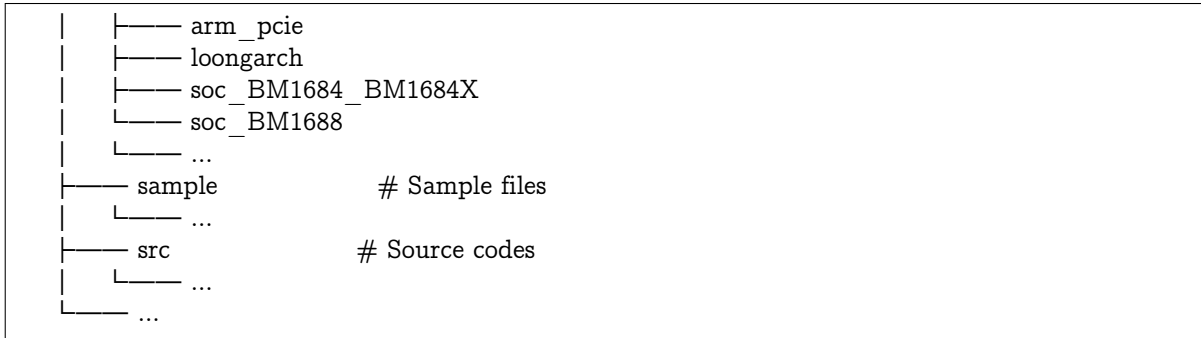 │   ├── arm_pcie
│   ├── loongarch
│   ├── soc_BM1684_BM1684X
│   └── soc_BM1688
│   └── ...
├── sample # Sample files
│   └── ...
├── src # Source codes
│   └── ...
└── ...